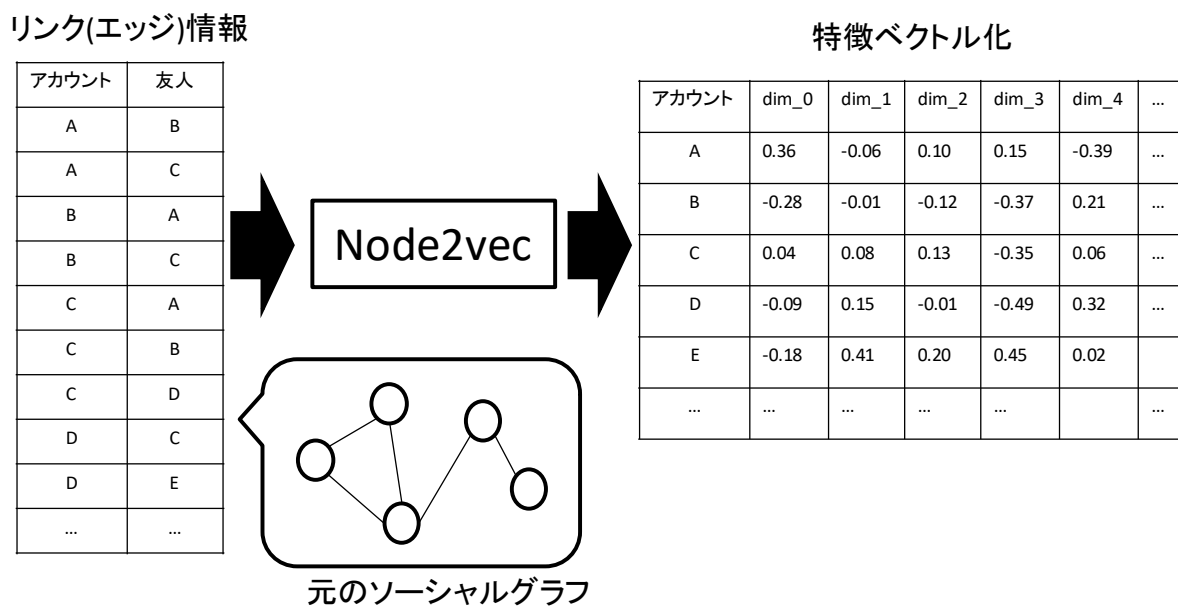 リンク(エッジ)情報
アカウント 友人
A B
A C
B A
B C
C A
C B
C D
D C
D E
... ...
Node2vec
元のソーシャルグラフ
特徴ベクトル化
アカウント dim_0 dim_1 dim_2 dim_3 dim_4 ...
A 0.36 -0.06 0.10 0.15 -0.39 ...
B -0.28 -0.01 -0.12 -0.37 0.21 ...
C 0.04 0.08 0.13 -0.35 0.06 ...
D -0.09 0.15 -0.01 -0.49 0.32 ...
E -0.18 0.41 0.20 0.45 0.02
... ... ... ... ... ...